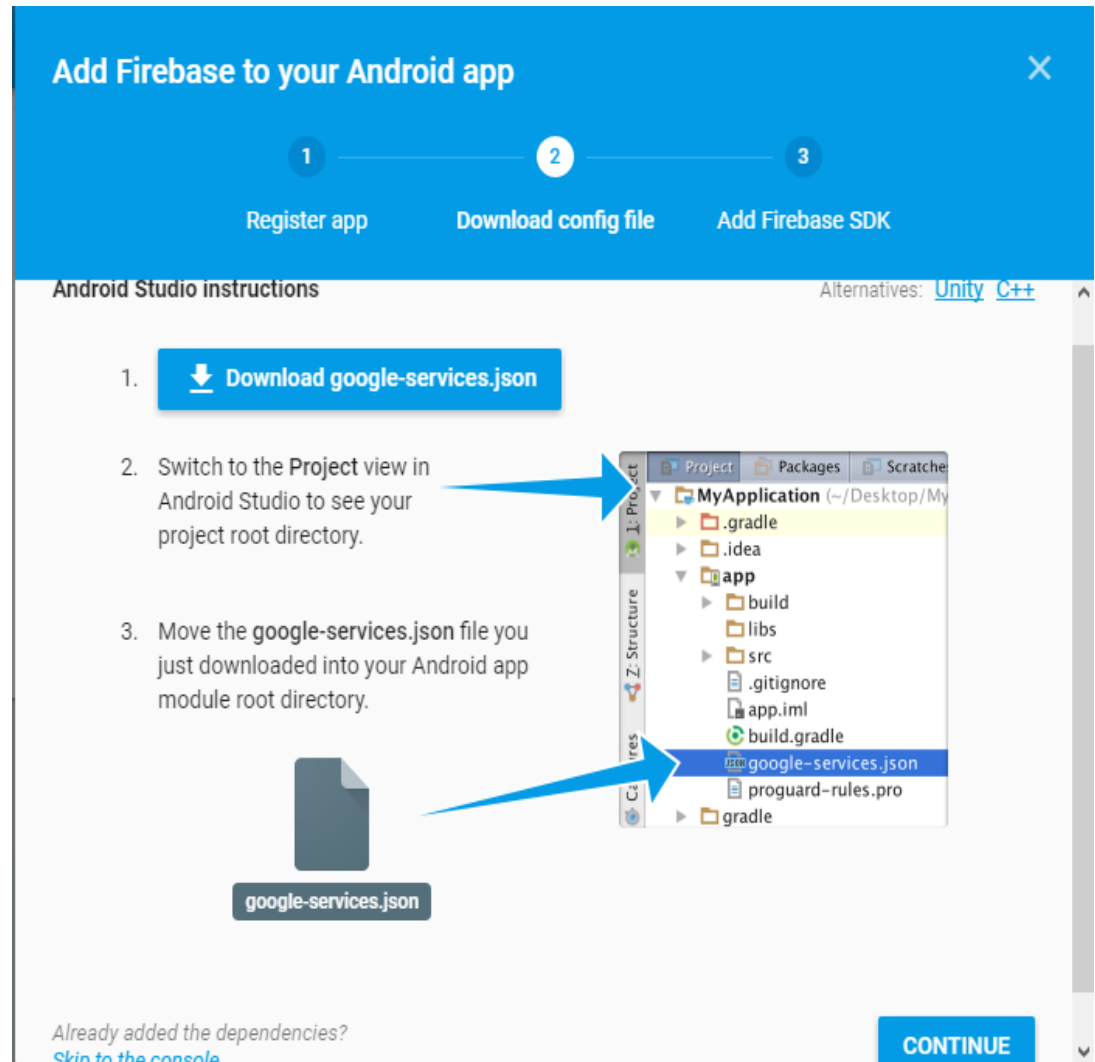 Add Firebase to your Android app
1
2
3
Register app
Download config file
Add Firebase SDK
Android Studio instructions
Alternatives: Unity C++
1. Download google-services.json
2. Switch to the Project view in
Android Studio to see your
project root directory.
3. Move the google-services.json file you
just downloaded into your Android app
module root directory.
google-services.json
Project Packages Scratche
MyApplication (~/Desktop/My
.gradle
.idea
app
build
libs
src
.gitignore
app.iml
build.gradle
google-services.json
proguard-rules.pro
gradle
1: Project
Z: Structure
Already added the dependencies?
Skip to the console
CONTINUE